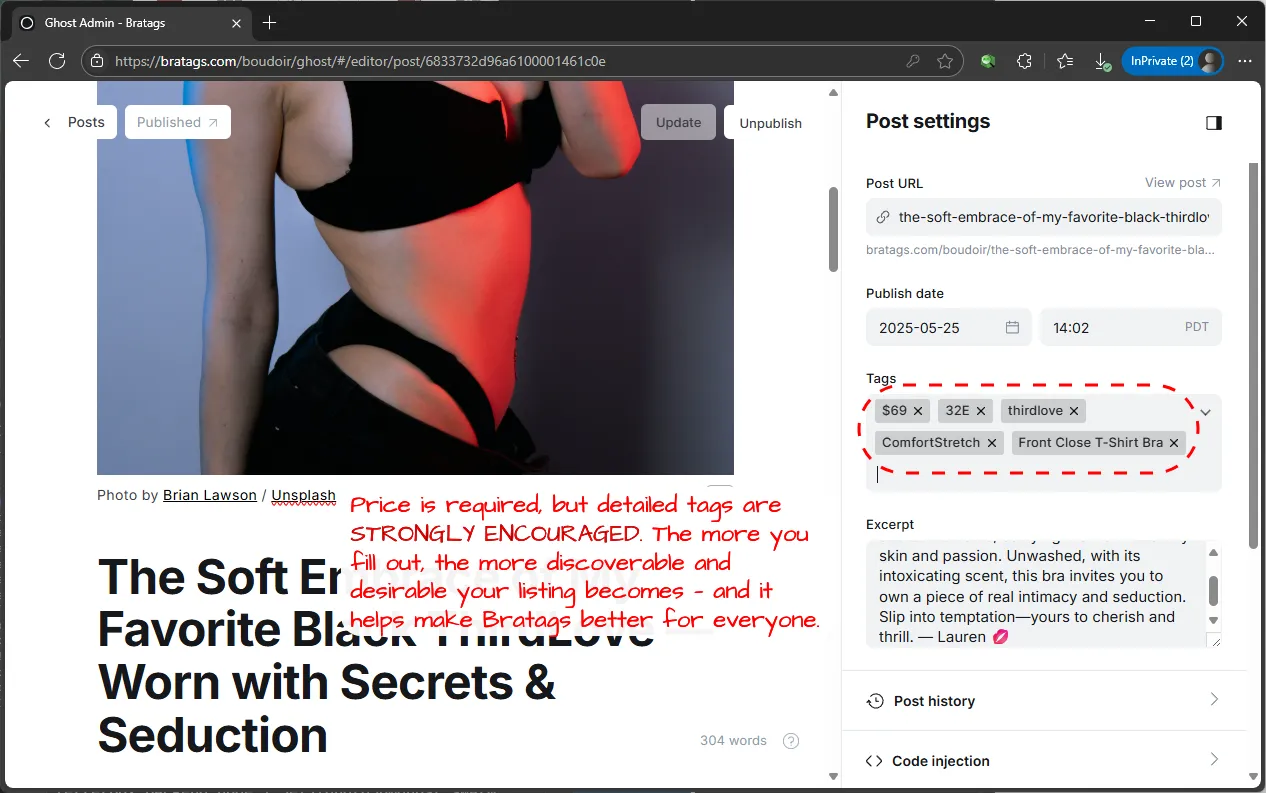 Ghost Admin - Bratags
https://bratags.com/boudoir/ghost/#/editor/post/6833732d96a6100001461c0e
InPrivate (2)
Posts
Published
Update
Unpublish
Photo by Brian Lawson / Unsplash
Price is required, but detailed tags are
STRONGLY ENCOURAGED. The more you
fill out, the more discoverable and
desirable your listing becomes - and it
helps make Bratags better for everyone.
The Soft
Favorite Black ThirdLove
Worn with Secrets &
Seduction
304 words
?
Post settings
Post URL
View post
the-soft-embrace-of-my-favorite-black-thirdlov
bratags.com/boudoir/the-soft-embrace-of-my-favorite-bla...
Publish date
2025-05-25
14:02
PDT
Tags
$69
32E
thirdlove
ComfortStretch
Front Close T-Shirt Bra
Excerpt
skin and passion. Unwashed, with its
intoxicating scent, this bra invites you to
own a piece of real intimacy and seduction.
Slip into temptation—yours to cherish and
thrill. — Lauren 💋
Post history
Code injection